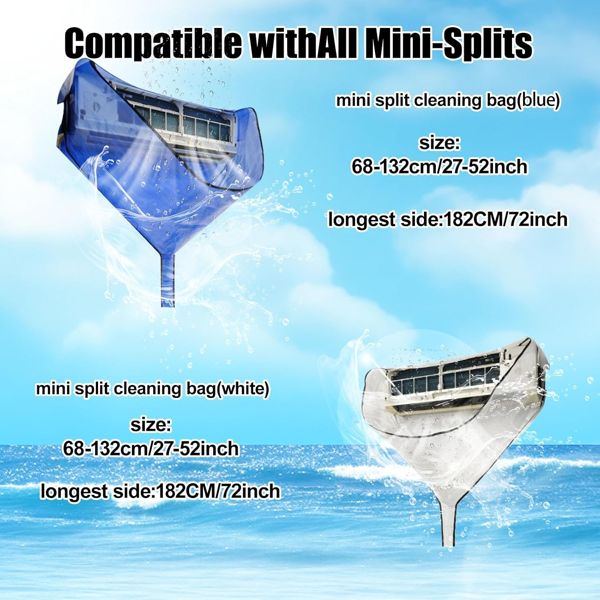 Compatible withAll Mini-Splits
mini split cleaning bag(blue)
size:
68-132cm/27-52inch
longest side:182CM/72inch
mini split cleaning bag(white)
size:
68-132cm/27-52inch
longest side:182CM/72inch